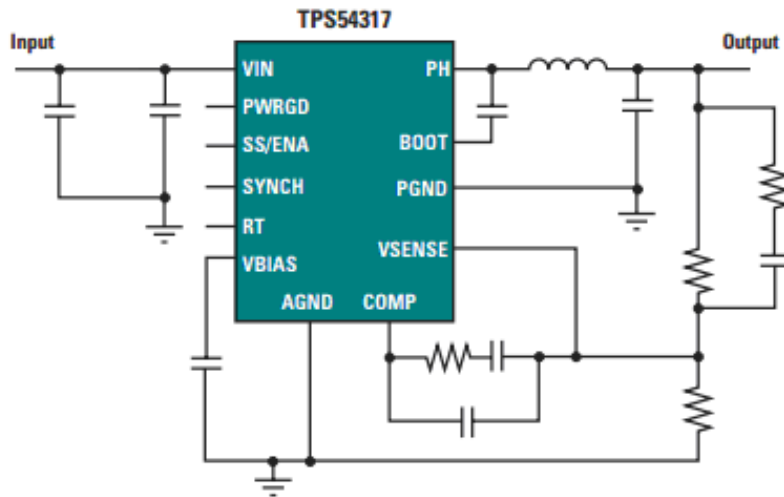 TPS54317
Input
Output
VIN
PH
PWRGD
SS/ENA
BOOT
SYNCH
PGND
RT
VSENSE
VBIAS
AGND
COMP